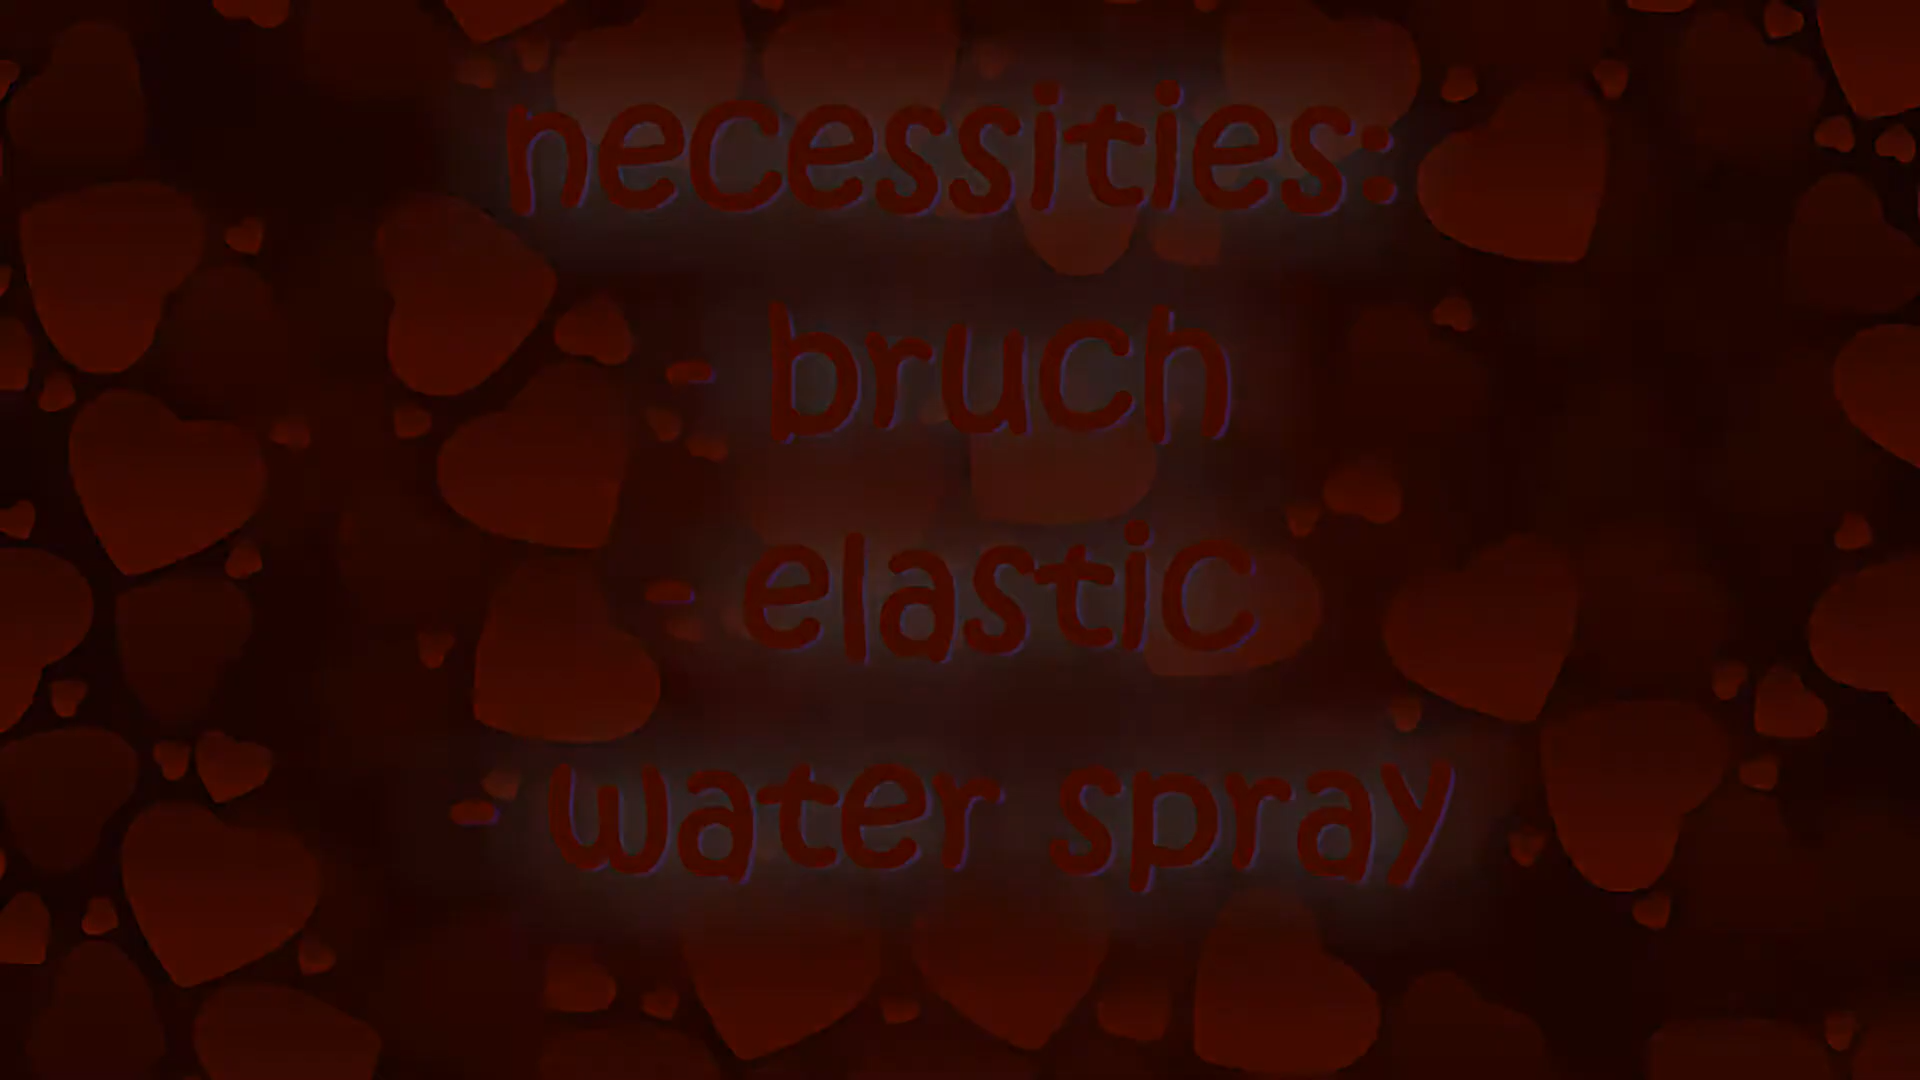 necessities:
- bruch
- elastic
- water spray